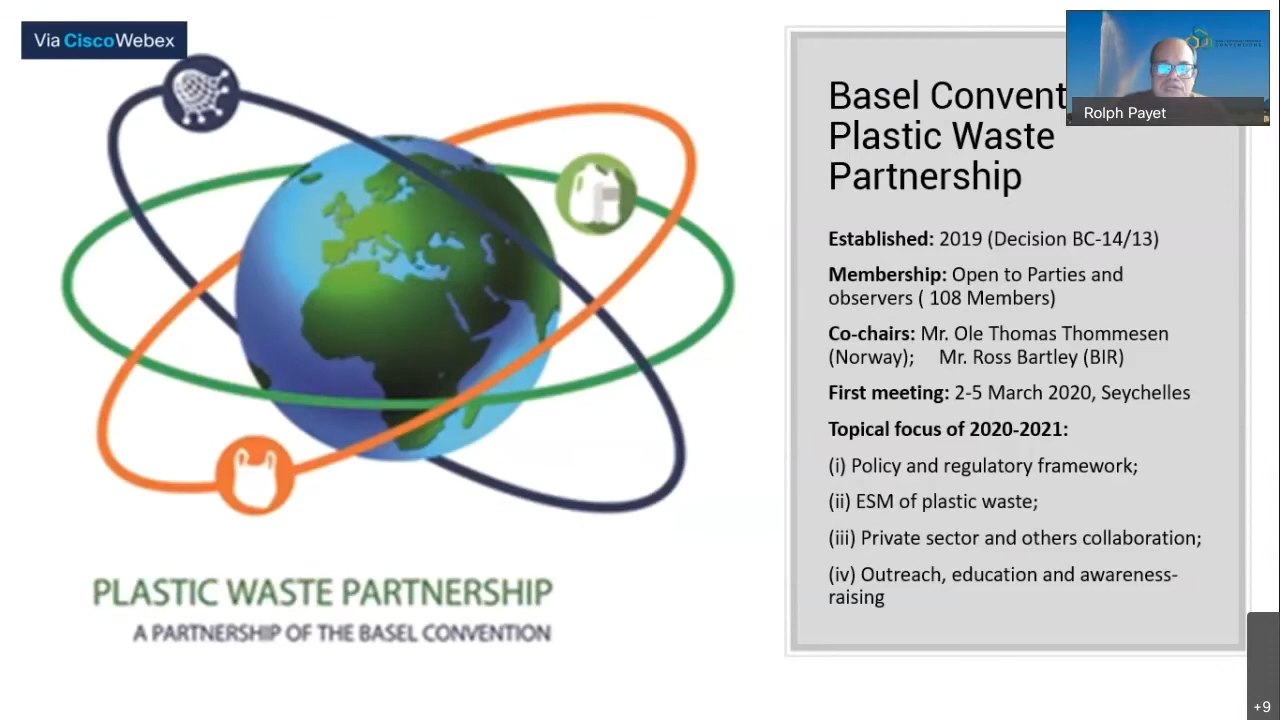 Via CiscoWebex
Rolph Payet
Basel Convent
Plastic Waste
Partnership
Established: 2019 (Decision BC-14/13)
Membership: Open to Parties and
observers ( 108 Members)
Co-chairs: Mr. Ole Thomas Thommesen
(Norway); Mr. Ross Bartley (BIR)
First meeting: 2-5 March 2020, Seychelles
Topical focus of 2020-2021:
(i) Policy and regulatory framework;
(ii) ESM of plastic waste;
(iii) Private sector and others collaboration;
(iv) Outreach, education and awareness-
raising
PLASTIC WASTE PARTNERSHIP
A PARTNERSHIP OF THE BASEL CONVENTION
+9